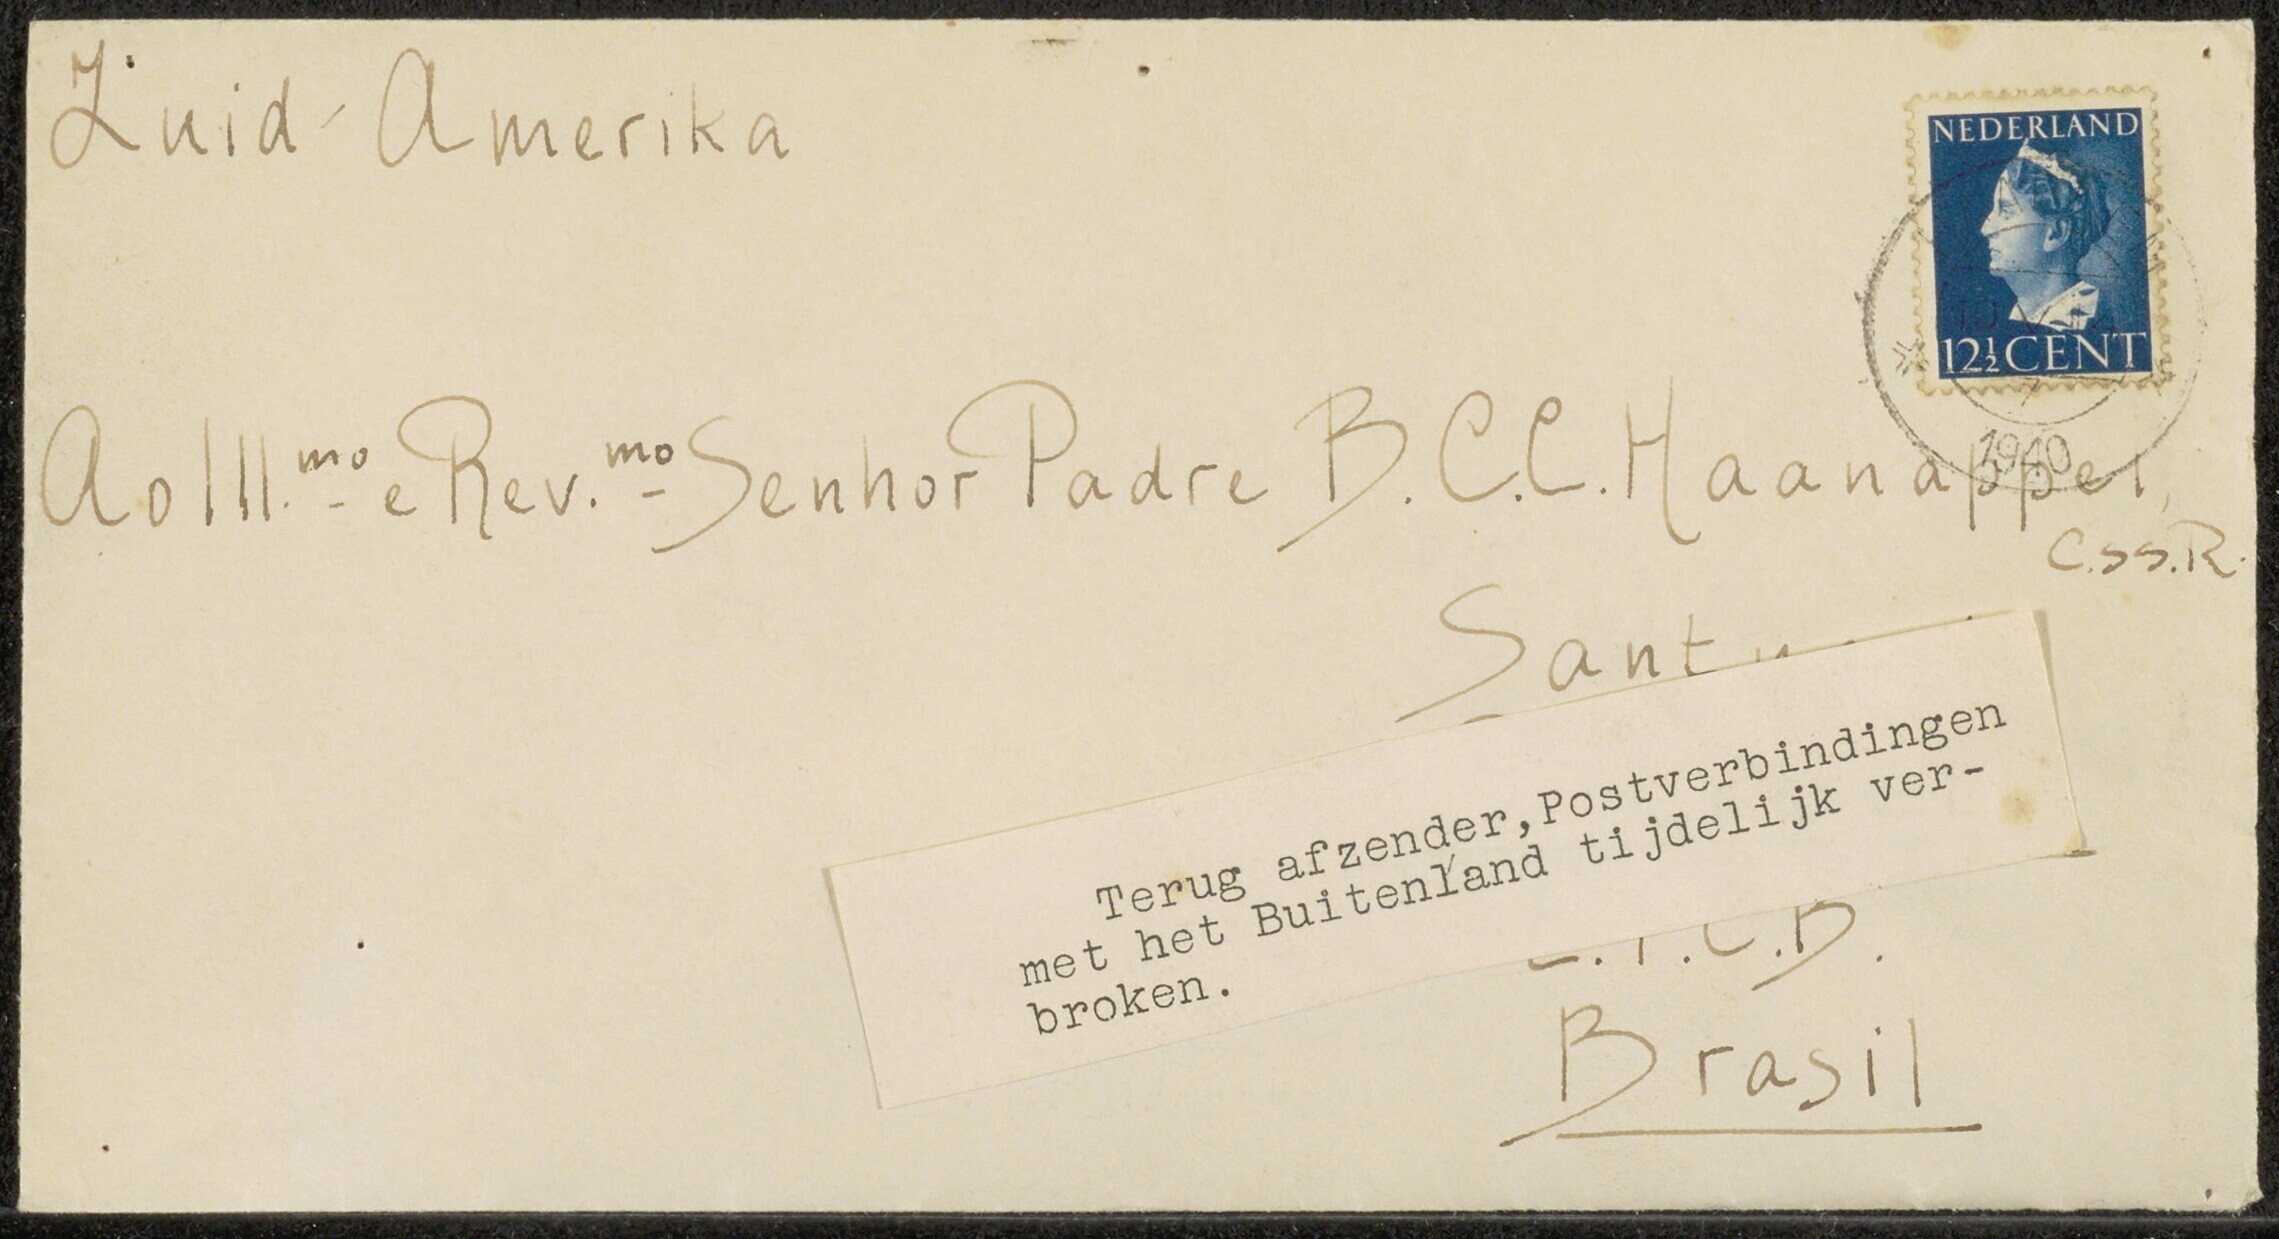 Zuid-Amerika
NEDERLAND
12½ CENT
1940
Ao Ill.mo e Rev.mo Senhor Padre B.C.C. Haanappel,
C.ss.R.
Terug afzender, Postverbindingen
met het Buitenland tijdelijk ver-
broken.
Brasil